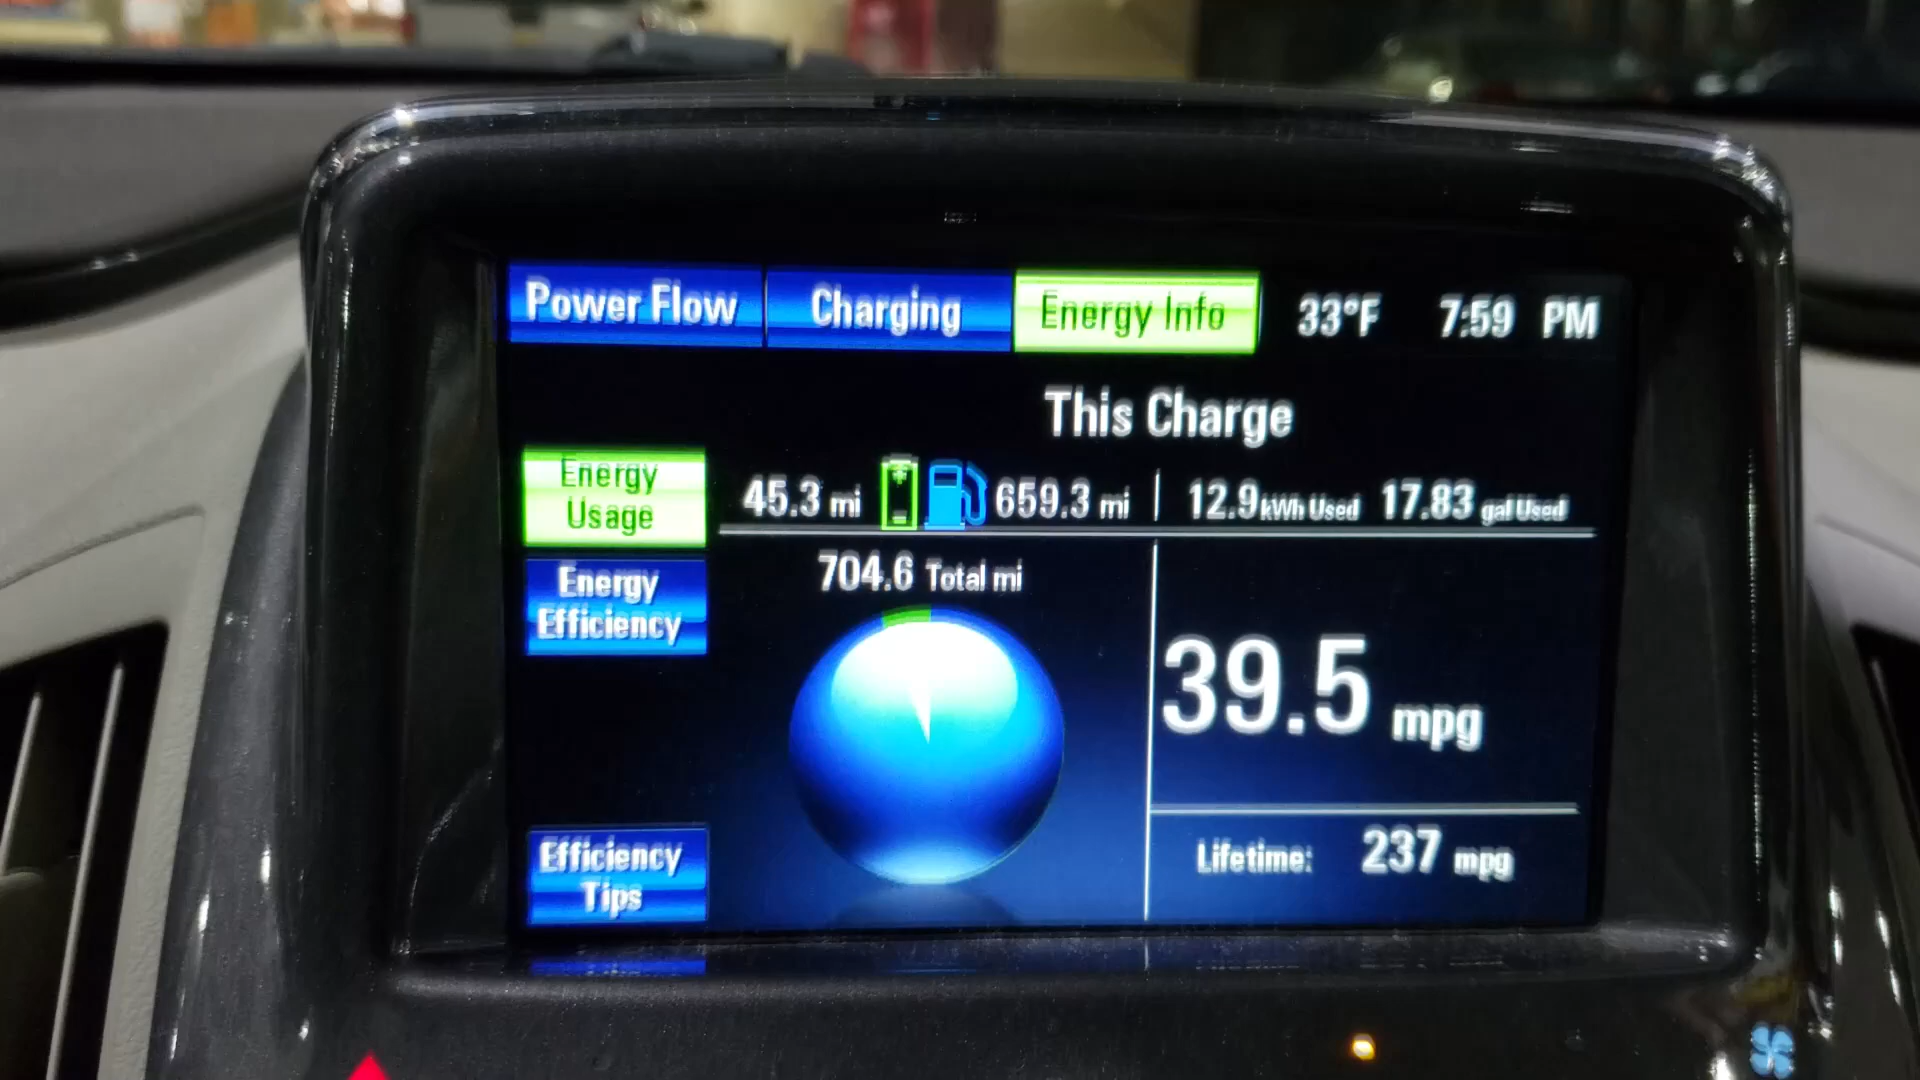 Power Flow Charging Energy Info 33°F 7:59 PM
This Charge
Energy
Usage
45.3 mi 659.3 mi 12.9 kWh Used 17.83 gal Used
704.6 Total mi
Energy
Efficiency
39.5 mpg
Efficiency
Tips
Lifetime: 237 mpg